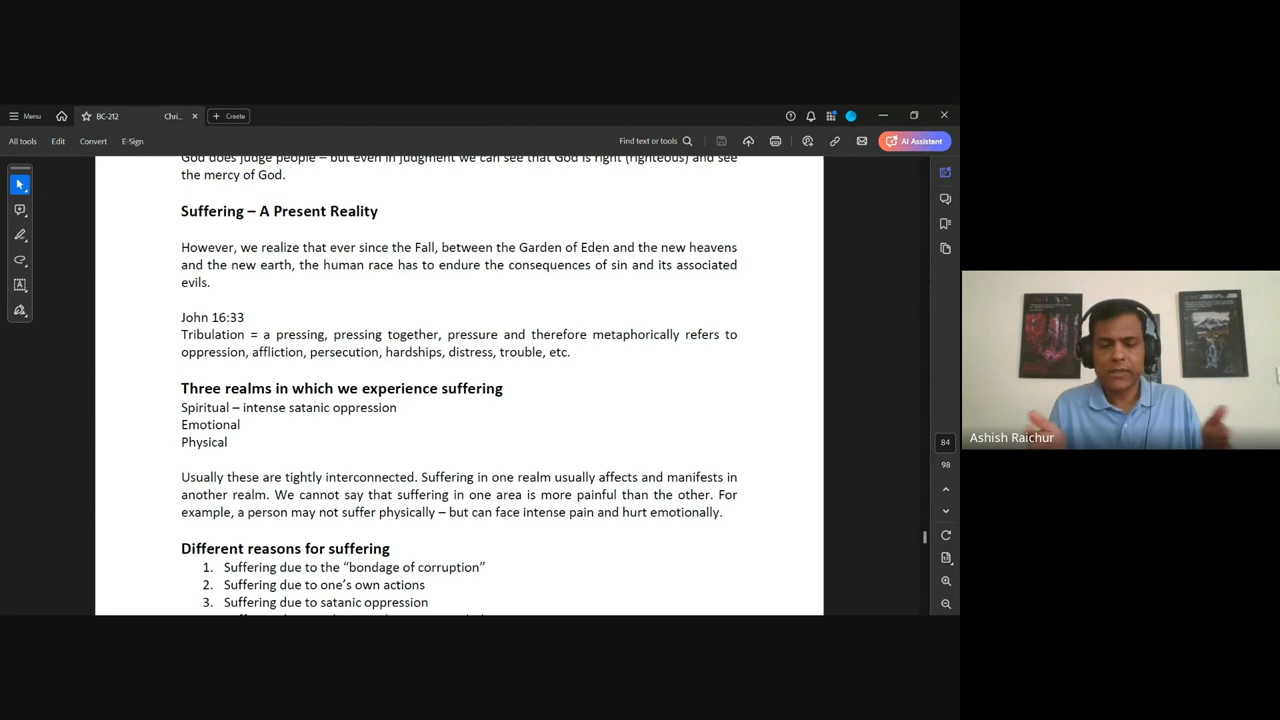 Menu
BC-212
Chri...
Create
All tools
Edit
Convert
E-Sign
Find text or tools
AI Assistant
God does judge people – but even in judgment we can see that God is right (righteous) and see
the mercy of God.
Suffering – A Present Reality
However, we realize that ever since the Fall, between the Garden of Eden and the new heavens
and the new earth, the human race has to endure the consequences of sin and its associated
evils.
John 16:33
Tribulation = a pressing, pressing together, pressure and therefore metaphorically refers to
oppression, affliction, persecution, hardships, distress, trouble, etc.
Three realms in which we experience suffering
Spiritual – intense satanic oppression
Emotional
Physical
Usually these are tightly interconnected. Suffering in one realm usually affects and manifests in
another realm. We cannot say that suffering in one area is more painful than the other. For
example, a person may not suffer physically – but can face intense pain and hurt emotionally.
Different reasons for suffering
1. Suffering due to the “bondage of corruption”
2. Suffering due to one’s own actions
3. Suffering due to satanic oppression
84
98
Ashish Raichur